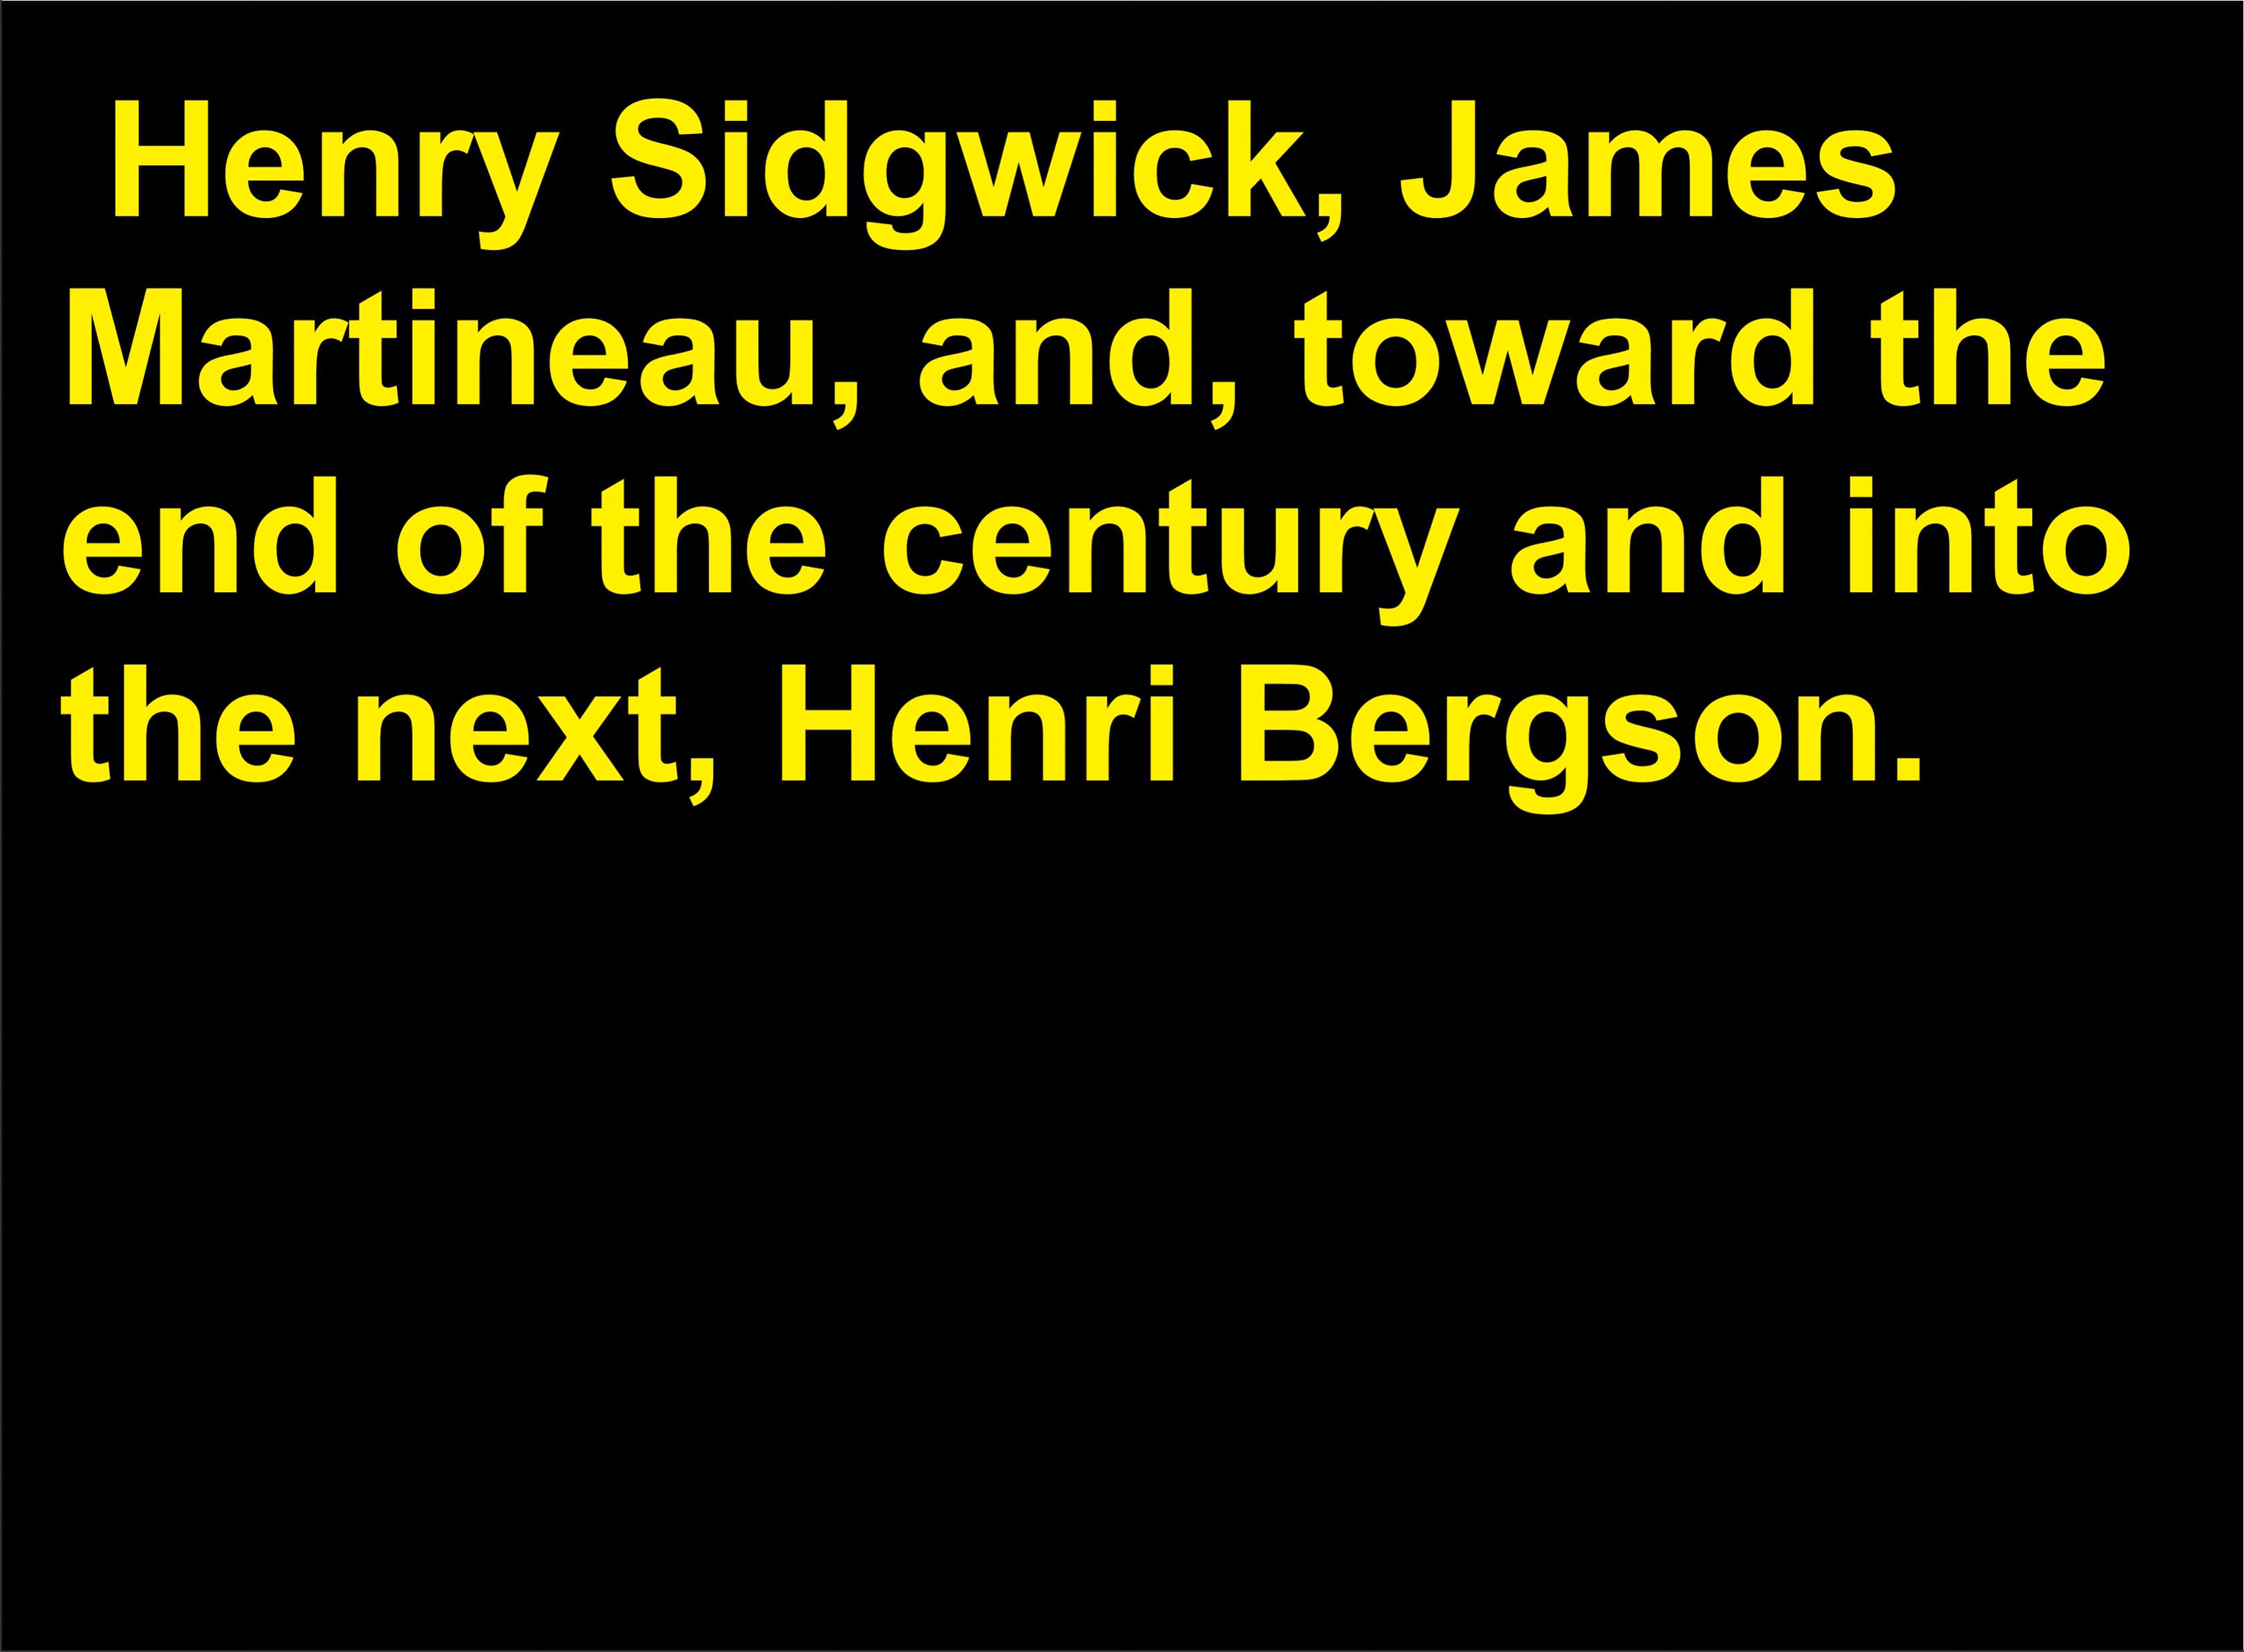 Henry Sidgwick, James
Martineau, and, toward the
end of the century and into
the next, Henri Bergson.